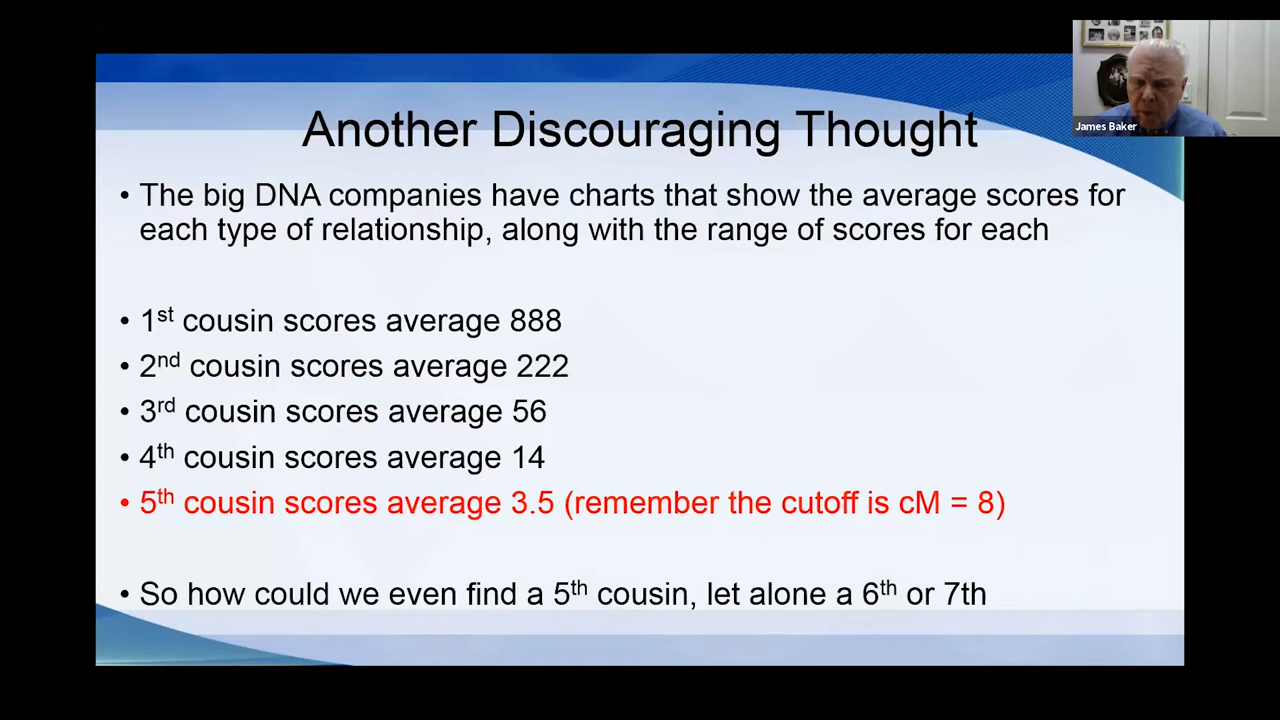 Another Discouraging Thought
James Baker
• The big DNA companies have charts that show the average scores for
each type of relationship, along with the range of scores for each
• 1st cousin scores average 888
• 2nd cousin scores average 222
• 3rd cousin scores average 56
• 4th cousin scores average 14
• 5th cousin scores average 3.5 (remember the cutoff is cM = 8)
• So how could we even find a 5th cousin, let alone a 6th or 7th